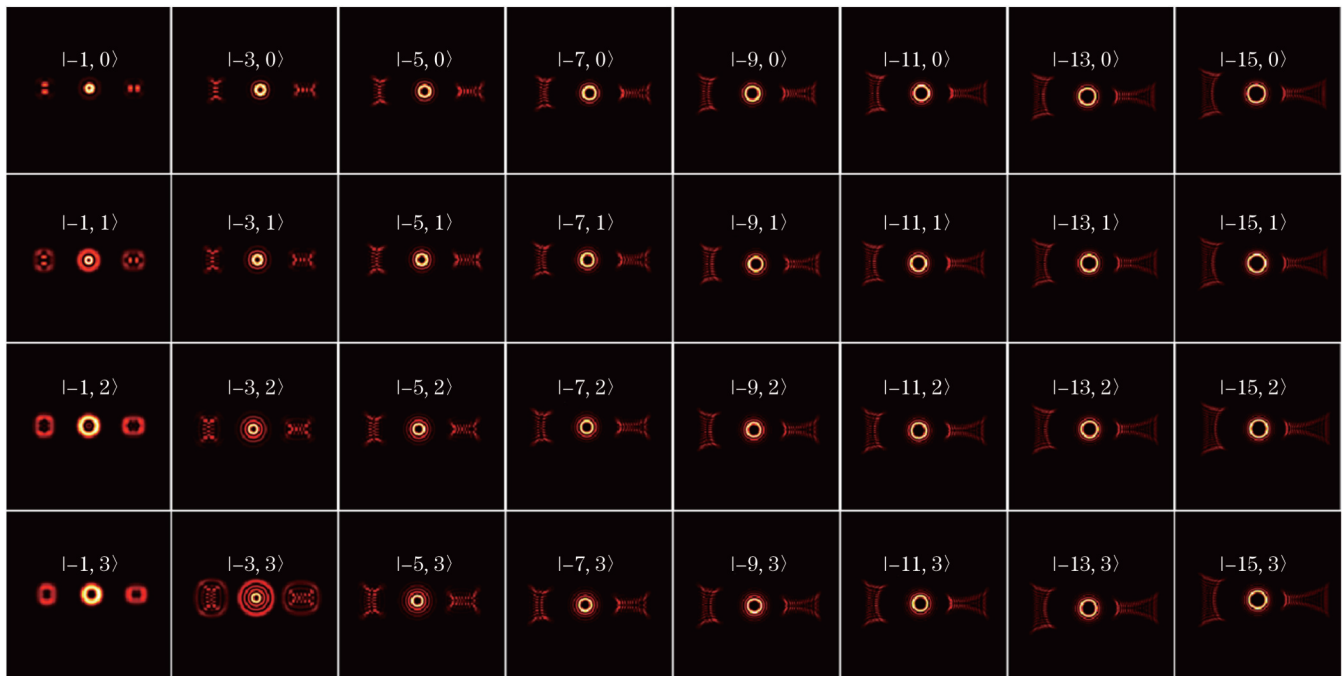 |−1, 0⟩ |−3, 0⟩ |−5, 0⟩ |−7, 0⟩ |−9, 0⟩ |−11, 0⟩ |−13, 0⟩ |−15, 0⟩
|−1, 1⟩ |−3, 1⟩ |−5, 1⟩ |−7, 1⟩ |−9, 1⟩ |−11, 1⟩ |−13, 1⟩ |−15, 1⟩
|−1, 2⟩ |−3, 2⟩ |−5, 2⟩ |−7, 2⟩ |−9, 2⟩ |−11, 2⟩ |−13, 2⟩ |−15, 2⟩
|−1, 3⟩ |−3, 3⟩ |−5, 3⟩ |−7, 3⟩ |−9, 3⟩ |−11, 3⟩ |−13, 3⟩ |−15, 3⟩